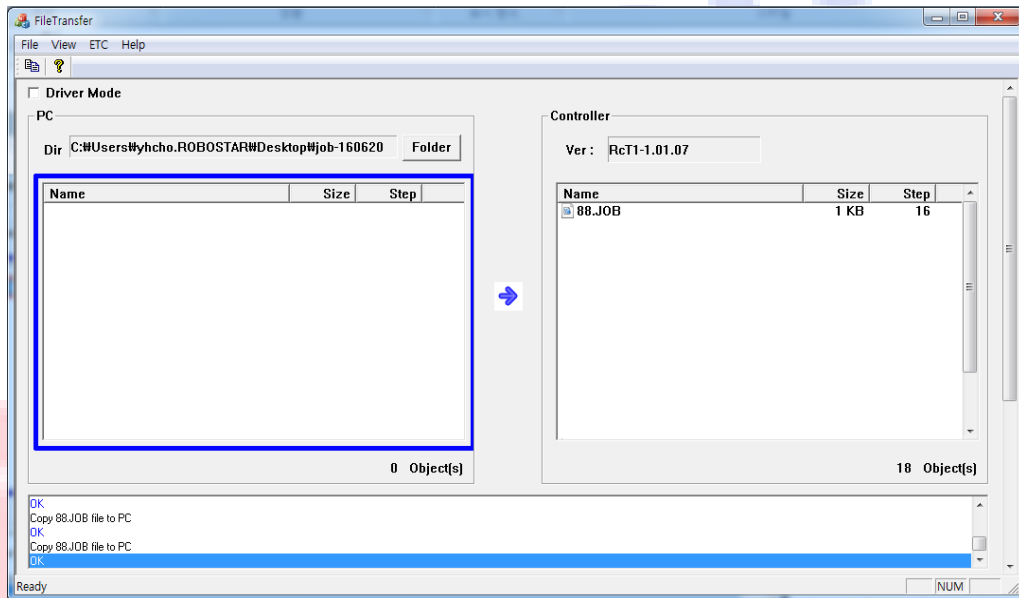 FileTransfer
File View ETC Help
Driver Mode
PC
Dir C:₩Users₩yhcho.ROBOSTAR₩Desktop₩job-160620 Folder
Name Size Step
0 Object(s)
Controller
Ver : RcT1-1.01.07
Name Size Step
88.JOB 1 KB 16
18 Object(s)
OK
Copy 88.JOB file to PC
OK
Copy 88.JOB file to PC
OK
Ready NUM